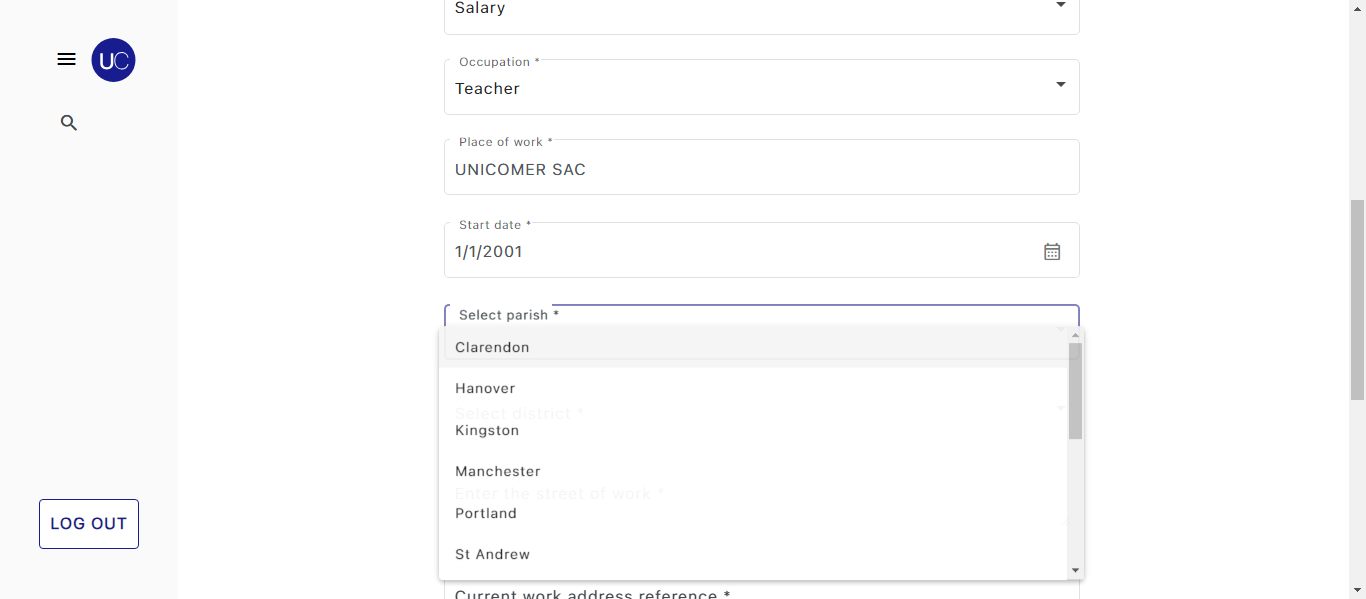 Salary
UC
Occupation *
Teacher
Place of work *
UNICOMER SAC
Start date *
1/1/2001
Select parish *
Clarendon
Hanover
Select district *
Kingston
Manchester
Enter the street of work *
Portland
LOG OUT
St Andrew
Current work address reference *